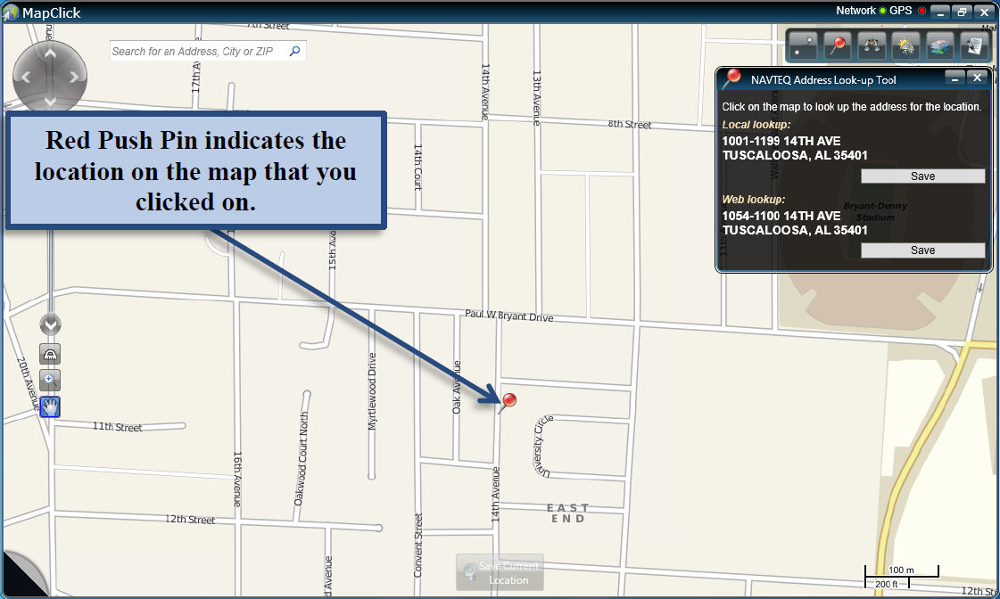 MapClick
Network GPS
7th Street
Search for an Address, City or ZIP
17th A
14th Avenue
13th Avenue
8th Street
14th Court
Red Push Pin indicates the
location on the map that you
clicked on.
NAVTEQ Address Look-up Tool
Click on the map to look up the address for the location.
Local lookup:
1001-1199 14TH AVE
TUSCALOOSA, AL 35401
Save
Web lookup:
1054-1100 14TH AVE
TUSCALOOSA, AL 35401
Save
Bryant-Denny
Stadium
15th Ave
Paul W Bryant Drive
20th Avenue
Myrtlewood Drive
Oak Avenue
11th Street
Oakwood Court North
University Circle
16th Avenue
14th Avenue
EAST
END
12th Street
Convent Street
d Avenue
Save Current
Location
100 m
200 ft
12th St